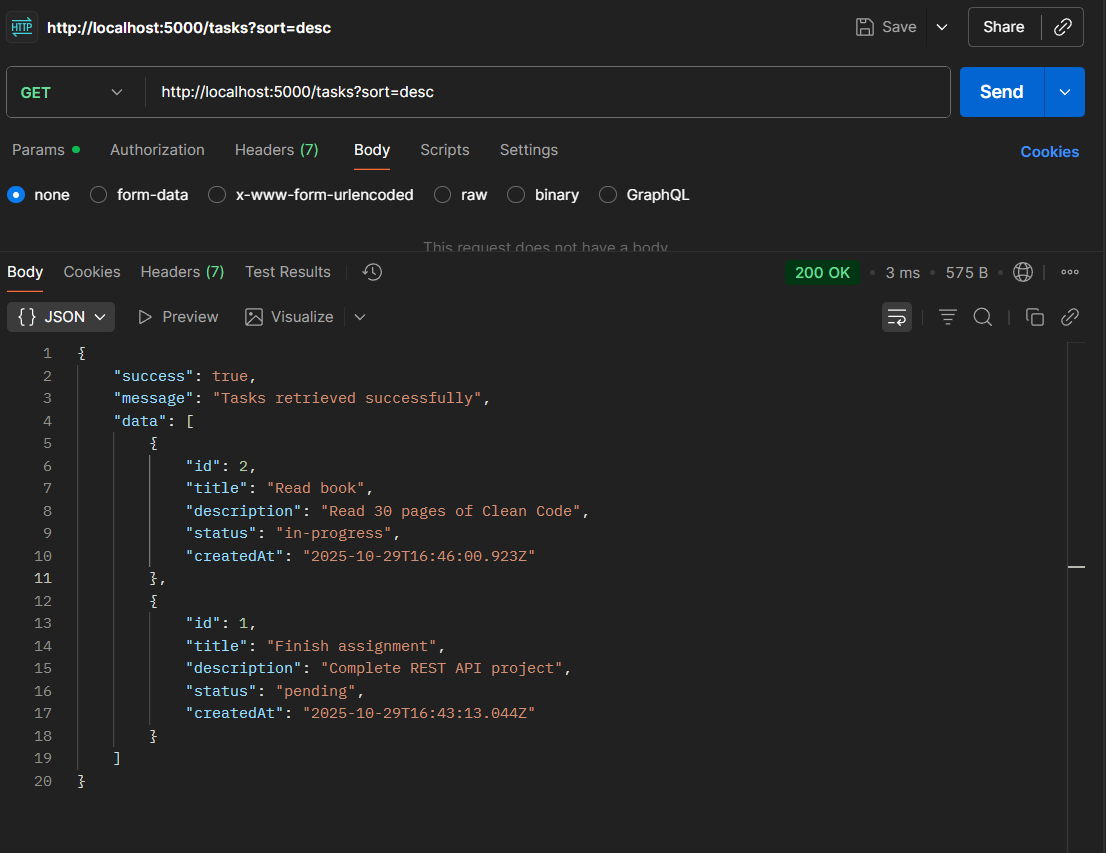 HTTP http://localhost:5000/tasks?sort=desc Save Share
GET http://localhost:5000/tasks?sort=desc Send
Params Authorization Headers (7) Body Scripts Settings Cookies
none form-data x-www-form-urlencoded raw binary GraphQL
This request does not have a body
Body Cookies Headers (7) Test Results 200 OK • 3 ms • 575 B •
{} JSON Preview Visualize
1 {
2 "success": true,
3 "message": "Tasks retrieved successfully",
4 "data": [
5 {
6 "id": 2,
7 "title": "Read book",
8 "description": "Read 30 pages of Clean Code",
9 "status": "in-progress",
10 "createdAt": "2025-10-29T16:46:00.923Z"
11 },
12 {
13 "id": 1,
14 "title": "Finish assignment",
15 "description": "Complete REST API project",
16 "status": "pending",
17 "createdAt": "2025-10-29T16:43:13.044Z"
18 }
19 ]
20 }